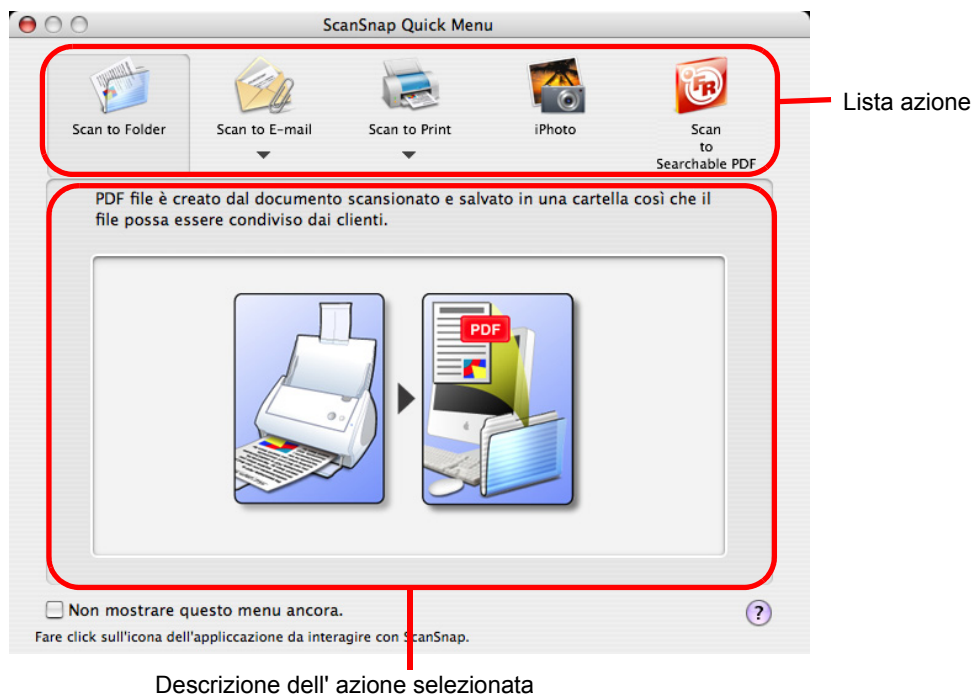 ScanSnap Quick Menu
Scan to Folder
Scan to E-mail
Scan to Print
iPhoto
Scan
to
Searchable PDF
Lista azione
PDF file è creato dal documento scansionato e salvato in una cartella così che il
file possa essere condiviso dai clienti.
PDF
Non mostrare questo menu ancora.
?
Fare click sull'icona dell'appliccazione da interagire con ScanSnap.
Descrizione dell' azione selezionata